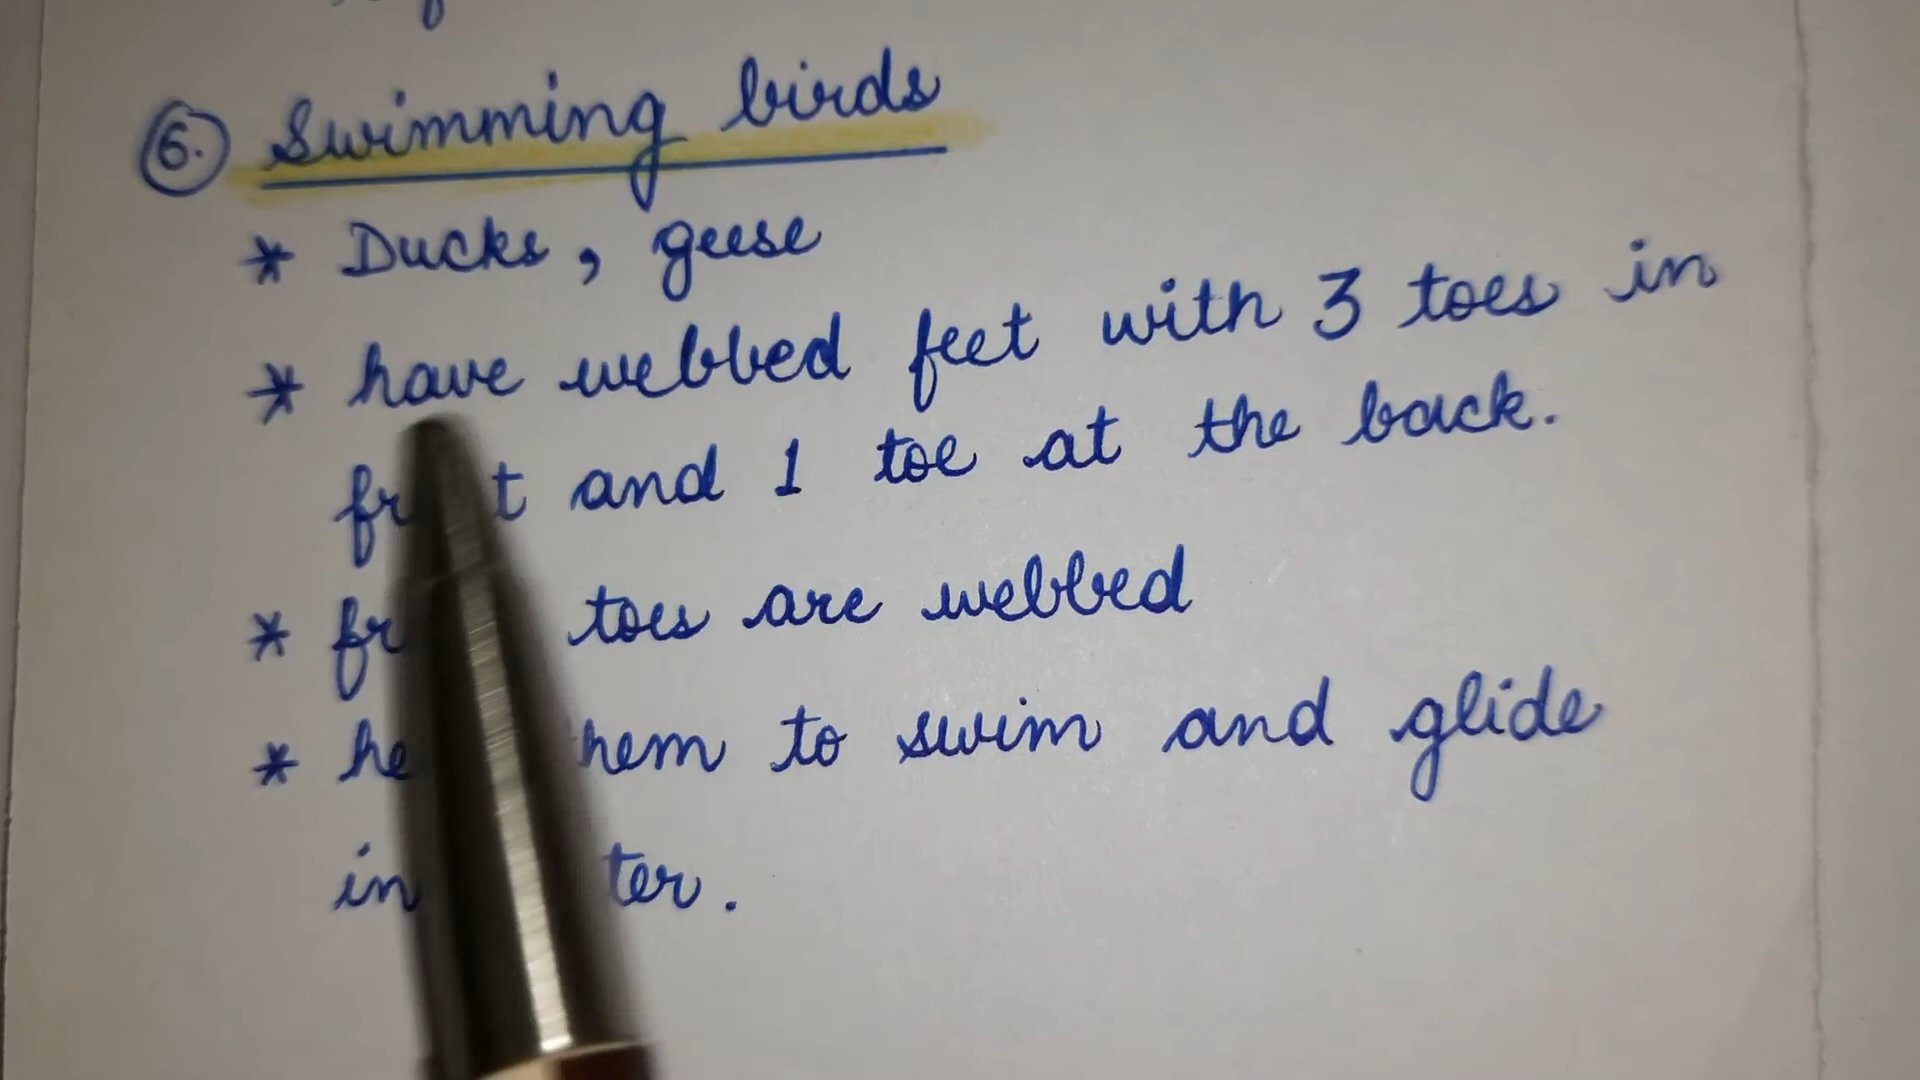 6. Swimming birds
* Ducks, geese
* have webbed feet with 3 toes in
and 1 toe at the back.
* toes are webbed
* to swim and glide
in